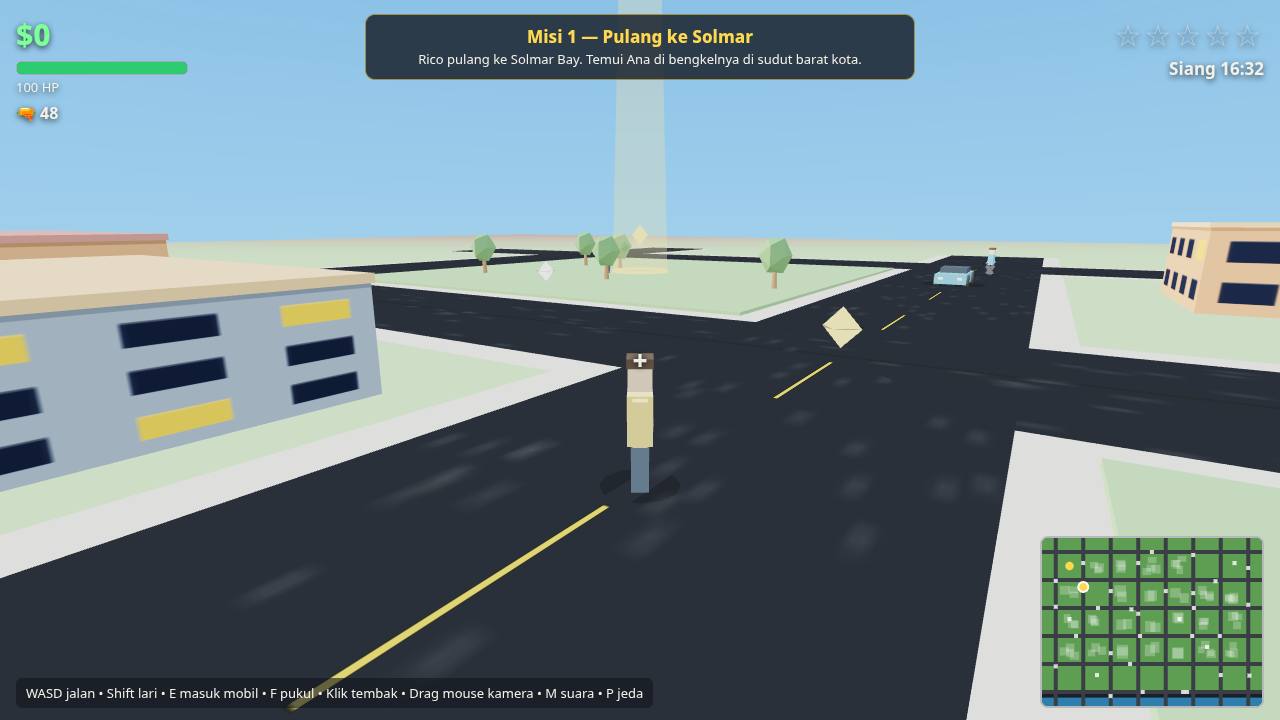 $0
100 HP
48
Misi 1 — Pulang ke Solmar
Rico pulang ke Solmar Bay. Temui Ana di bengkelnya di sudut barat kota.
Siang 16:32
WASD jalan • Shift lari • E masuk mobil • F pukul • Klik tembak • Drag mouse kamera • M suara • P jeda